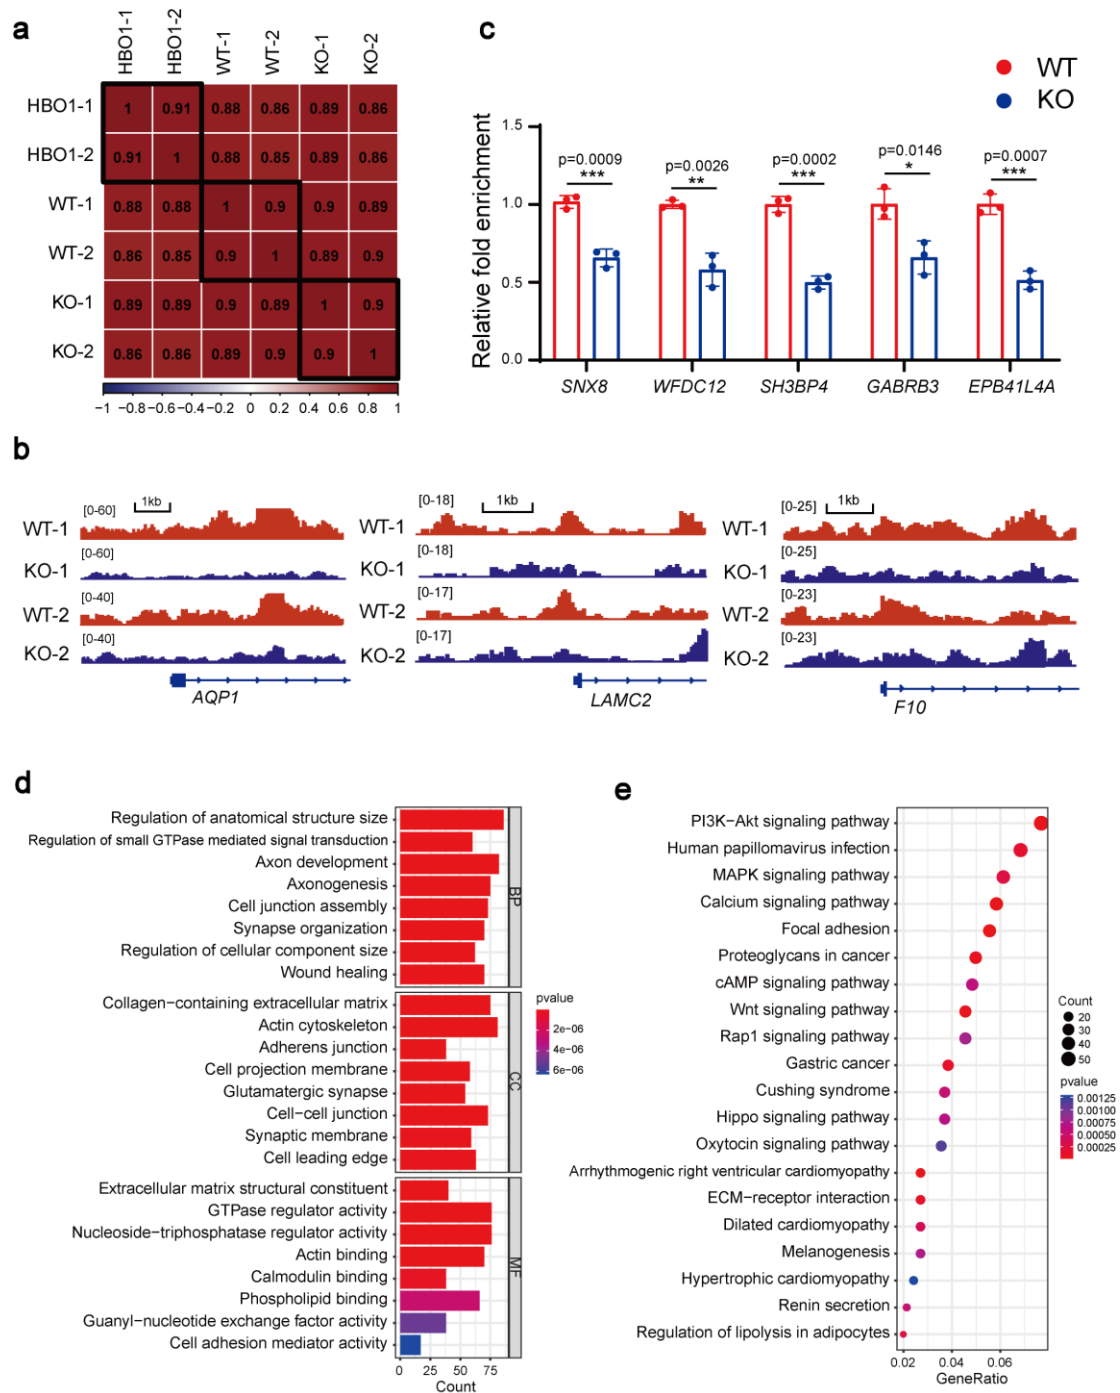 a
HBO1-1 HBO1-2 WT-1 WT-2 KO-1 KO-2
HBO1-1 1 0.91 0.88 0.86 0.89 0.86
HBO1-2 0.91 1 0.88 0.85 0.89 0.86
WT-1 0.88 0.88 1 0.9 0.9 0.89
WT-2 0.86 0.85 0.9 1 0.89 0.9
KO-1 0.89 0.89 0.9 0.89 1 0.9
KO-2 0.86 0.86 0.89 0.9 0.9 1
−1 −0.8 −0.6 −0.4 −0.2 0 0.2 0.4 0.6 0.8 1
c
WT
KO
Relative fold enrichment
1.5
1.0
0.5
0.0
p=0.0009
***
p=0.0026
**
p=0.0002
***
p=0.0146
*
p=0.0007
***
SNX8 WFDC12 SH3BP4 GABRB3 EPB41L4A
b
WT-1 [0-60] 1kb
KO-1 [0-60]
WT-2 [0-40]
KO-2 [0-40]
AQP1
WT-1 [0-18] 1kb
KO-1 [0-18]
WT-2 [0-17]
KO-2 [0-17]
LAMC2
WT-1 [0-25] 1kb
KO-1 [0-25]
WT-2 [0-23]
KO-2 [0-23]
F10
d
Regulation of anatomical structure size
Regulation of small GTPase mediated signal transduction
Axon development
Axonogenesis
Cell junction assembly
Synapse organization
Regulation of cellular component size
Wound healing
BP
Collagen−containing extracellular matrix
Actin cytoskeleton
Adherens junction
Cell projection membrane
Glutamatergic synapse
Cell−cell junction
Synaptic membrane
Cell leading edge
CC
Extracellular matrix structural constituent
GTPase regulator activity
Nucleoside−triphosphatase regulator activity
Actin binding
Calmodulin binding
Phospholipid binding
Guanyl−nucleotide exchange factor activity
Cell adhesion mediator activity
MF
0 25 50 75
Count
pvalue
2e−06
4e−06
6e−06
e
PI3K−Akt signaling pathway
Human papillomavirus infection
MAPK signaling pathway
Calcium signaling pathway
Focal adhesion
Proteoglycans in cancer
cAMP signaling pathway
Wnt signaling pathway
Rap1 signaling pathway
Gastric cancer
Cushing syndrome
Hippo signaling pathway
Oxytocin signaling pathway
Arrhythmogenic right ventricular cardiomyopathy
ECM−receptor interaction
Dilated cardiomyopathy
Melanogenesis
Hypertrophic cardiomyopathy
Renin secretion
Regulation of lipolysis in adipocytes
0.02 0.04 0.06
GeneRatio
Count
20
30
40
50
pvalue
0.00125
0.00100
0.00075
0.00050
0.00025